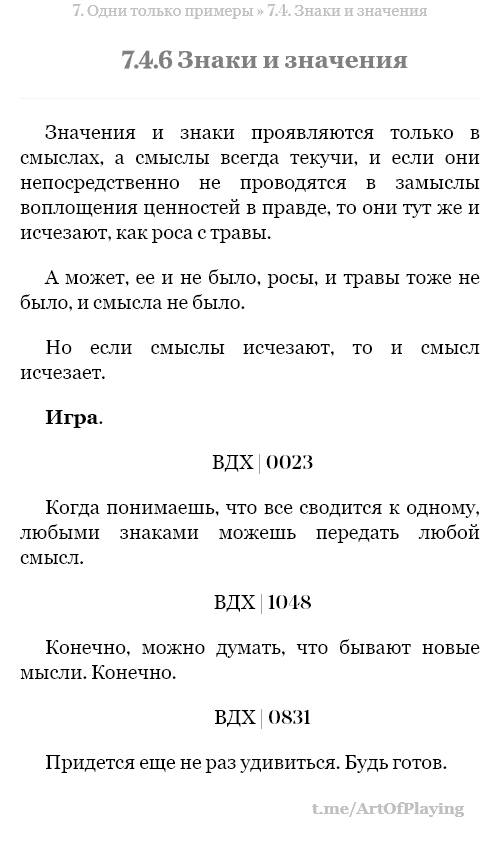 7. Одни только примеры » 7.4. Знаки и значения
7.4.6 Знаки и значения
Значения и знаки проявляются только в
смыслах, а смыслы всегда текучи, и если они
непосредственно не проводятся в замыслы
воплощения ценностей в правде, то они тут же и
исчезают, как роса с травы.
А может, ее и не было, росы, и травы тоже не
было, и смысла не было.
Но если смыслы исчезают, то и смысл
исчезает.
Игра.
ВДХ | 0023
Когда понимаешь, что все сводится к одному,
любыми знаками можешь передать любой
смысл.
ВДХ | 1048
Конечно, можно думать, что бывают новые
мысли. Конечно.
ВДХ | 0831
Придется еще не раз удивиться. Будь готов.
t.me/ArtOfPlaying